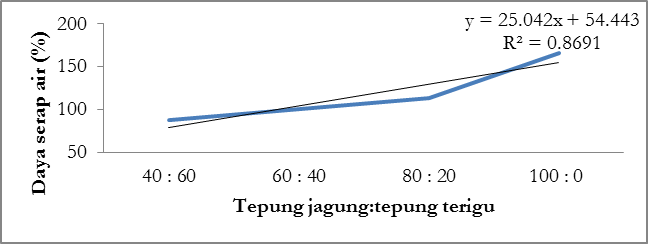 y = 25.042x + 54.443
R² = 0.8691
Daya serap air (%)
200
150
100
50
40 : 60
60 : 40
80 : 20
100 : 0
Tepung jagung:tepung terigu